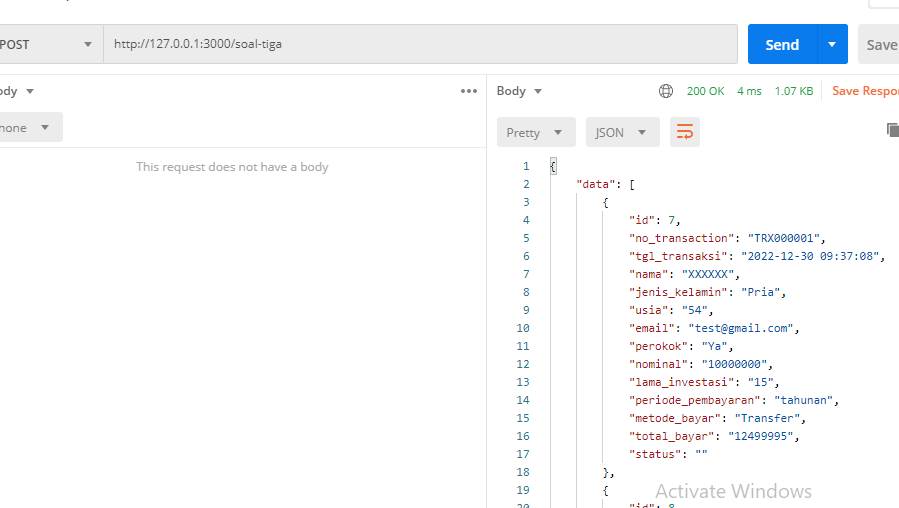 POST
http://127.0.0.1:3000/soal-tiga
Send
Save
ody
none
This request does not have a body
Body
200 OK
4 ms
1.07 KB
Save Respon
Pretty
JSON
1 {
2 "data": [
3 {
4 "id": 7,
5 "no_transaction": "TRX000001",
6 "tgl_transaksi": "2022-12-30 09:37:08",
7 "nama": "XXXXXX",
8 "jenis_kelamin": "Pria",
9 "usia": "54",
10 "email": "test@gmail.com",
11 "perokok": "Ya",
12 "nominal": "10000000",
13 "lama_investasi": "15",
14 "periode_pembayaran": "tahunan",
15 "metode_bayar": "Transfer",
16 "total_bayar": "12499995",
17 "status": ""
18 },
19 {
20 "id": 8
Activate Windows